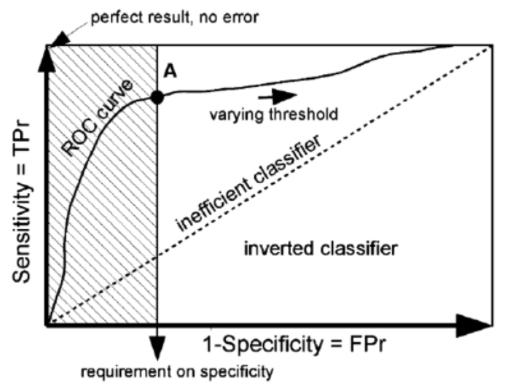 perfect result, no error
A
ROC curve
varying threshold
inefficient classifier
inverted classifier
Sensitivity = TPr
1-Specificity = FPr
requirement on specificity